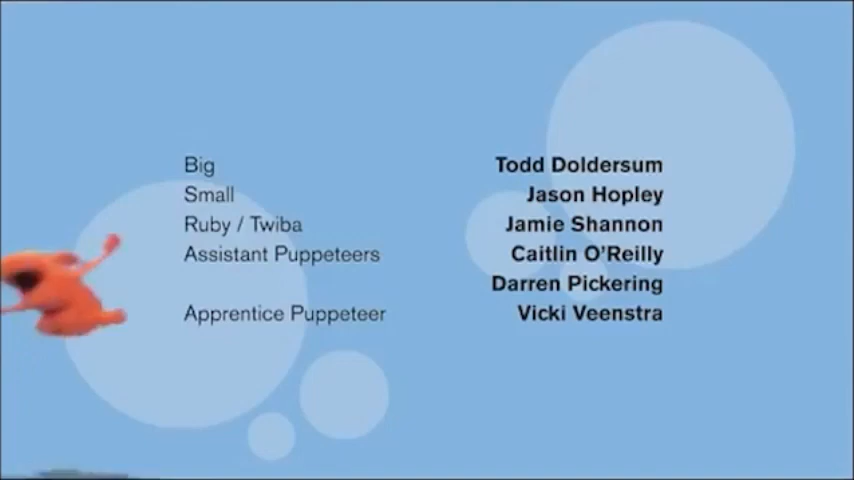 Big Todd Doldersum
Small Jason Hopley
Ruby / Twiba Jamie Shannon
Assistant Puppeteers Caitlin O'Reilly
Darren Pickering
Apprentice Puppeteer Vicki Veenstra